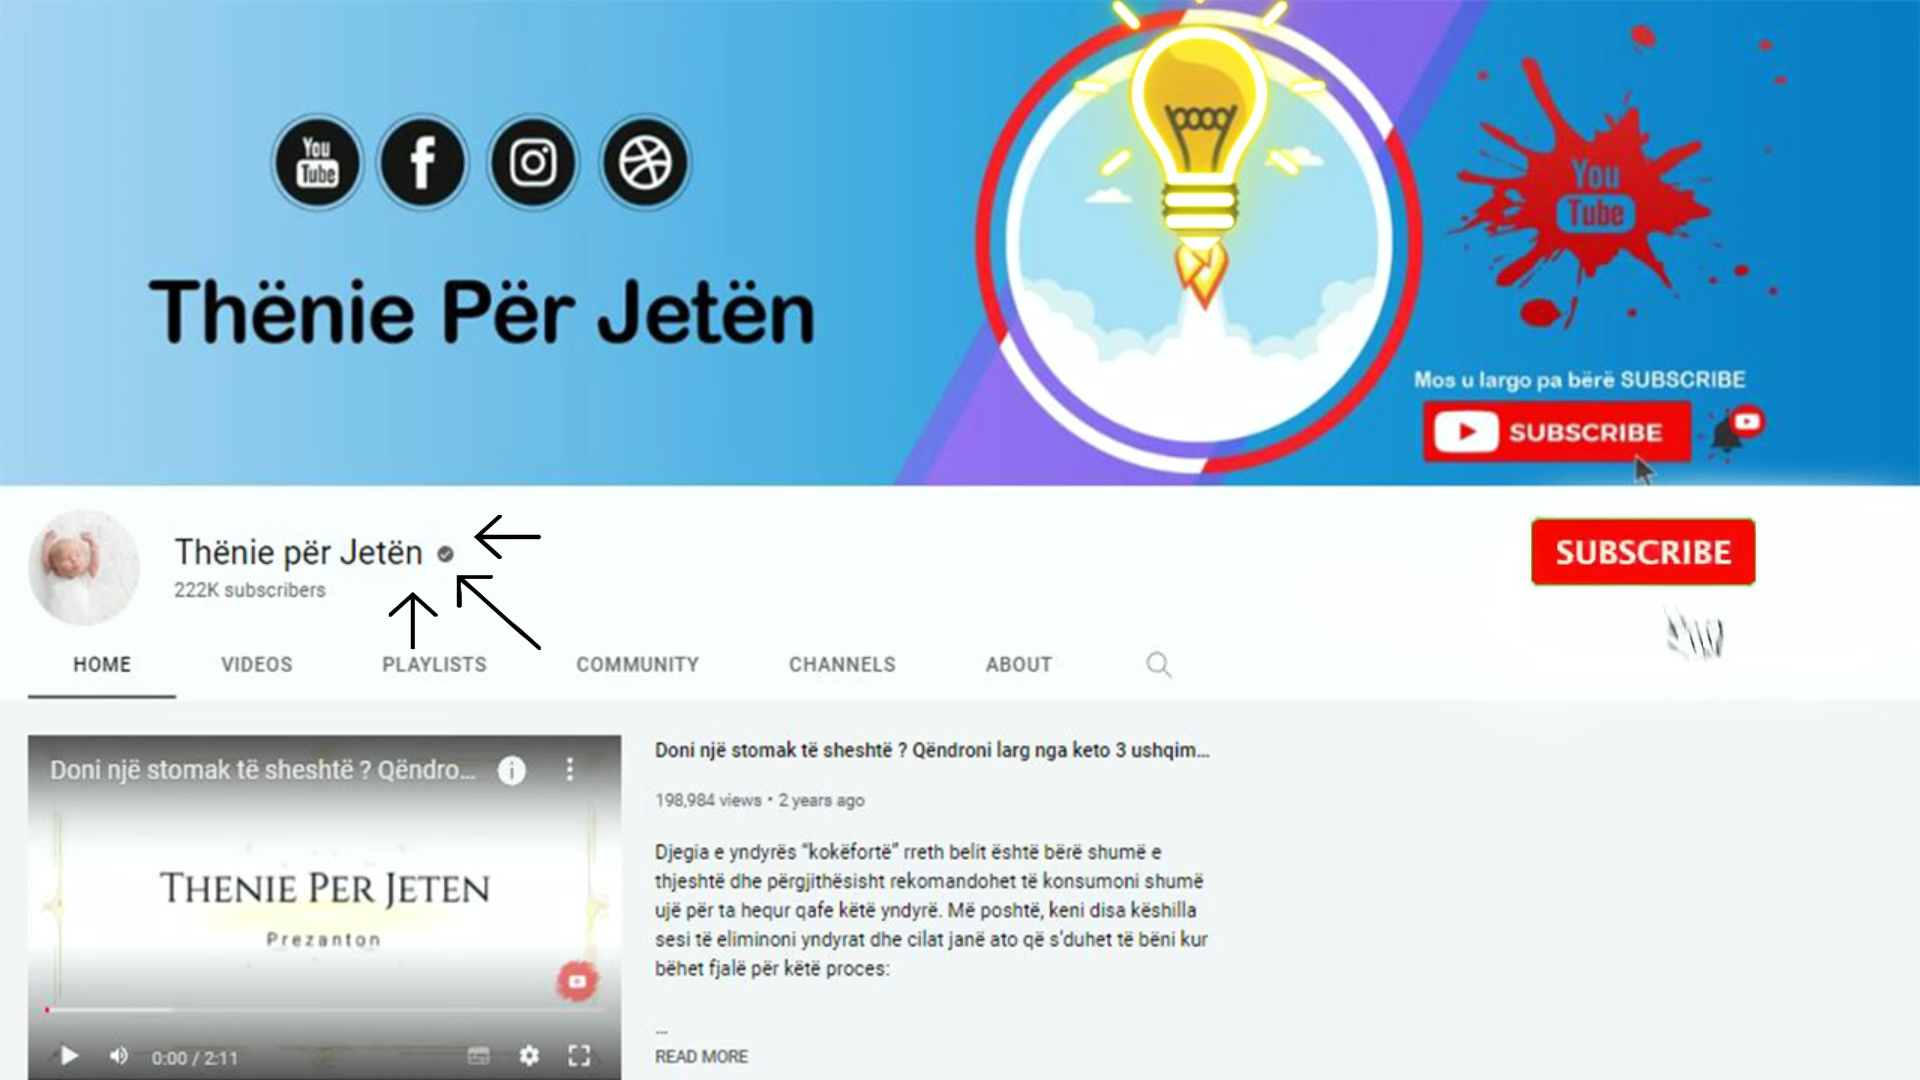 You
Tube
Thënie Për Jetën
You
Tube
Mos u largo pa bërë SUBSCRIBE
SUBSCRIBE
Thënie për Jetën
222K subscribers
SUBSCRIBE
HOME VIDEOS PLAYLISTS COMMUNITY CHANNELS ABOUT
Doni një stomak të sheshtë ? Qëndro...
THENIE PER JETEN
Prezanton
0:00 / 2:11
Doni një stomak të sheshtë ? Qëndroni larg nga keto 3 ushqim...
198,984 views • 2 years ago
Djegia e yndyrës “kokëfortë” rreth belit është bërë shumë e
thjeshtë dhe përgjithësisht rekomandohet të konsumoni shumë
ujë për ta hequr qafe këtë yndyrë. Më poshtë, keni disa këshilla
sesi të eliminoni yndyrat dhe cilat janë ato që s'duhet të bëni kur
bëhet fjalë për këtë proces:
...
READ MORE